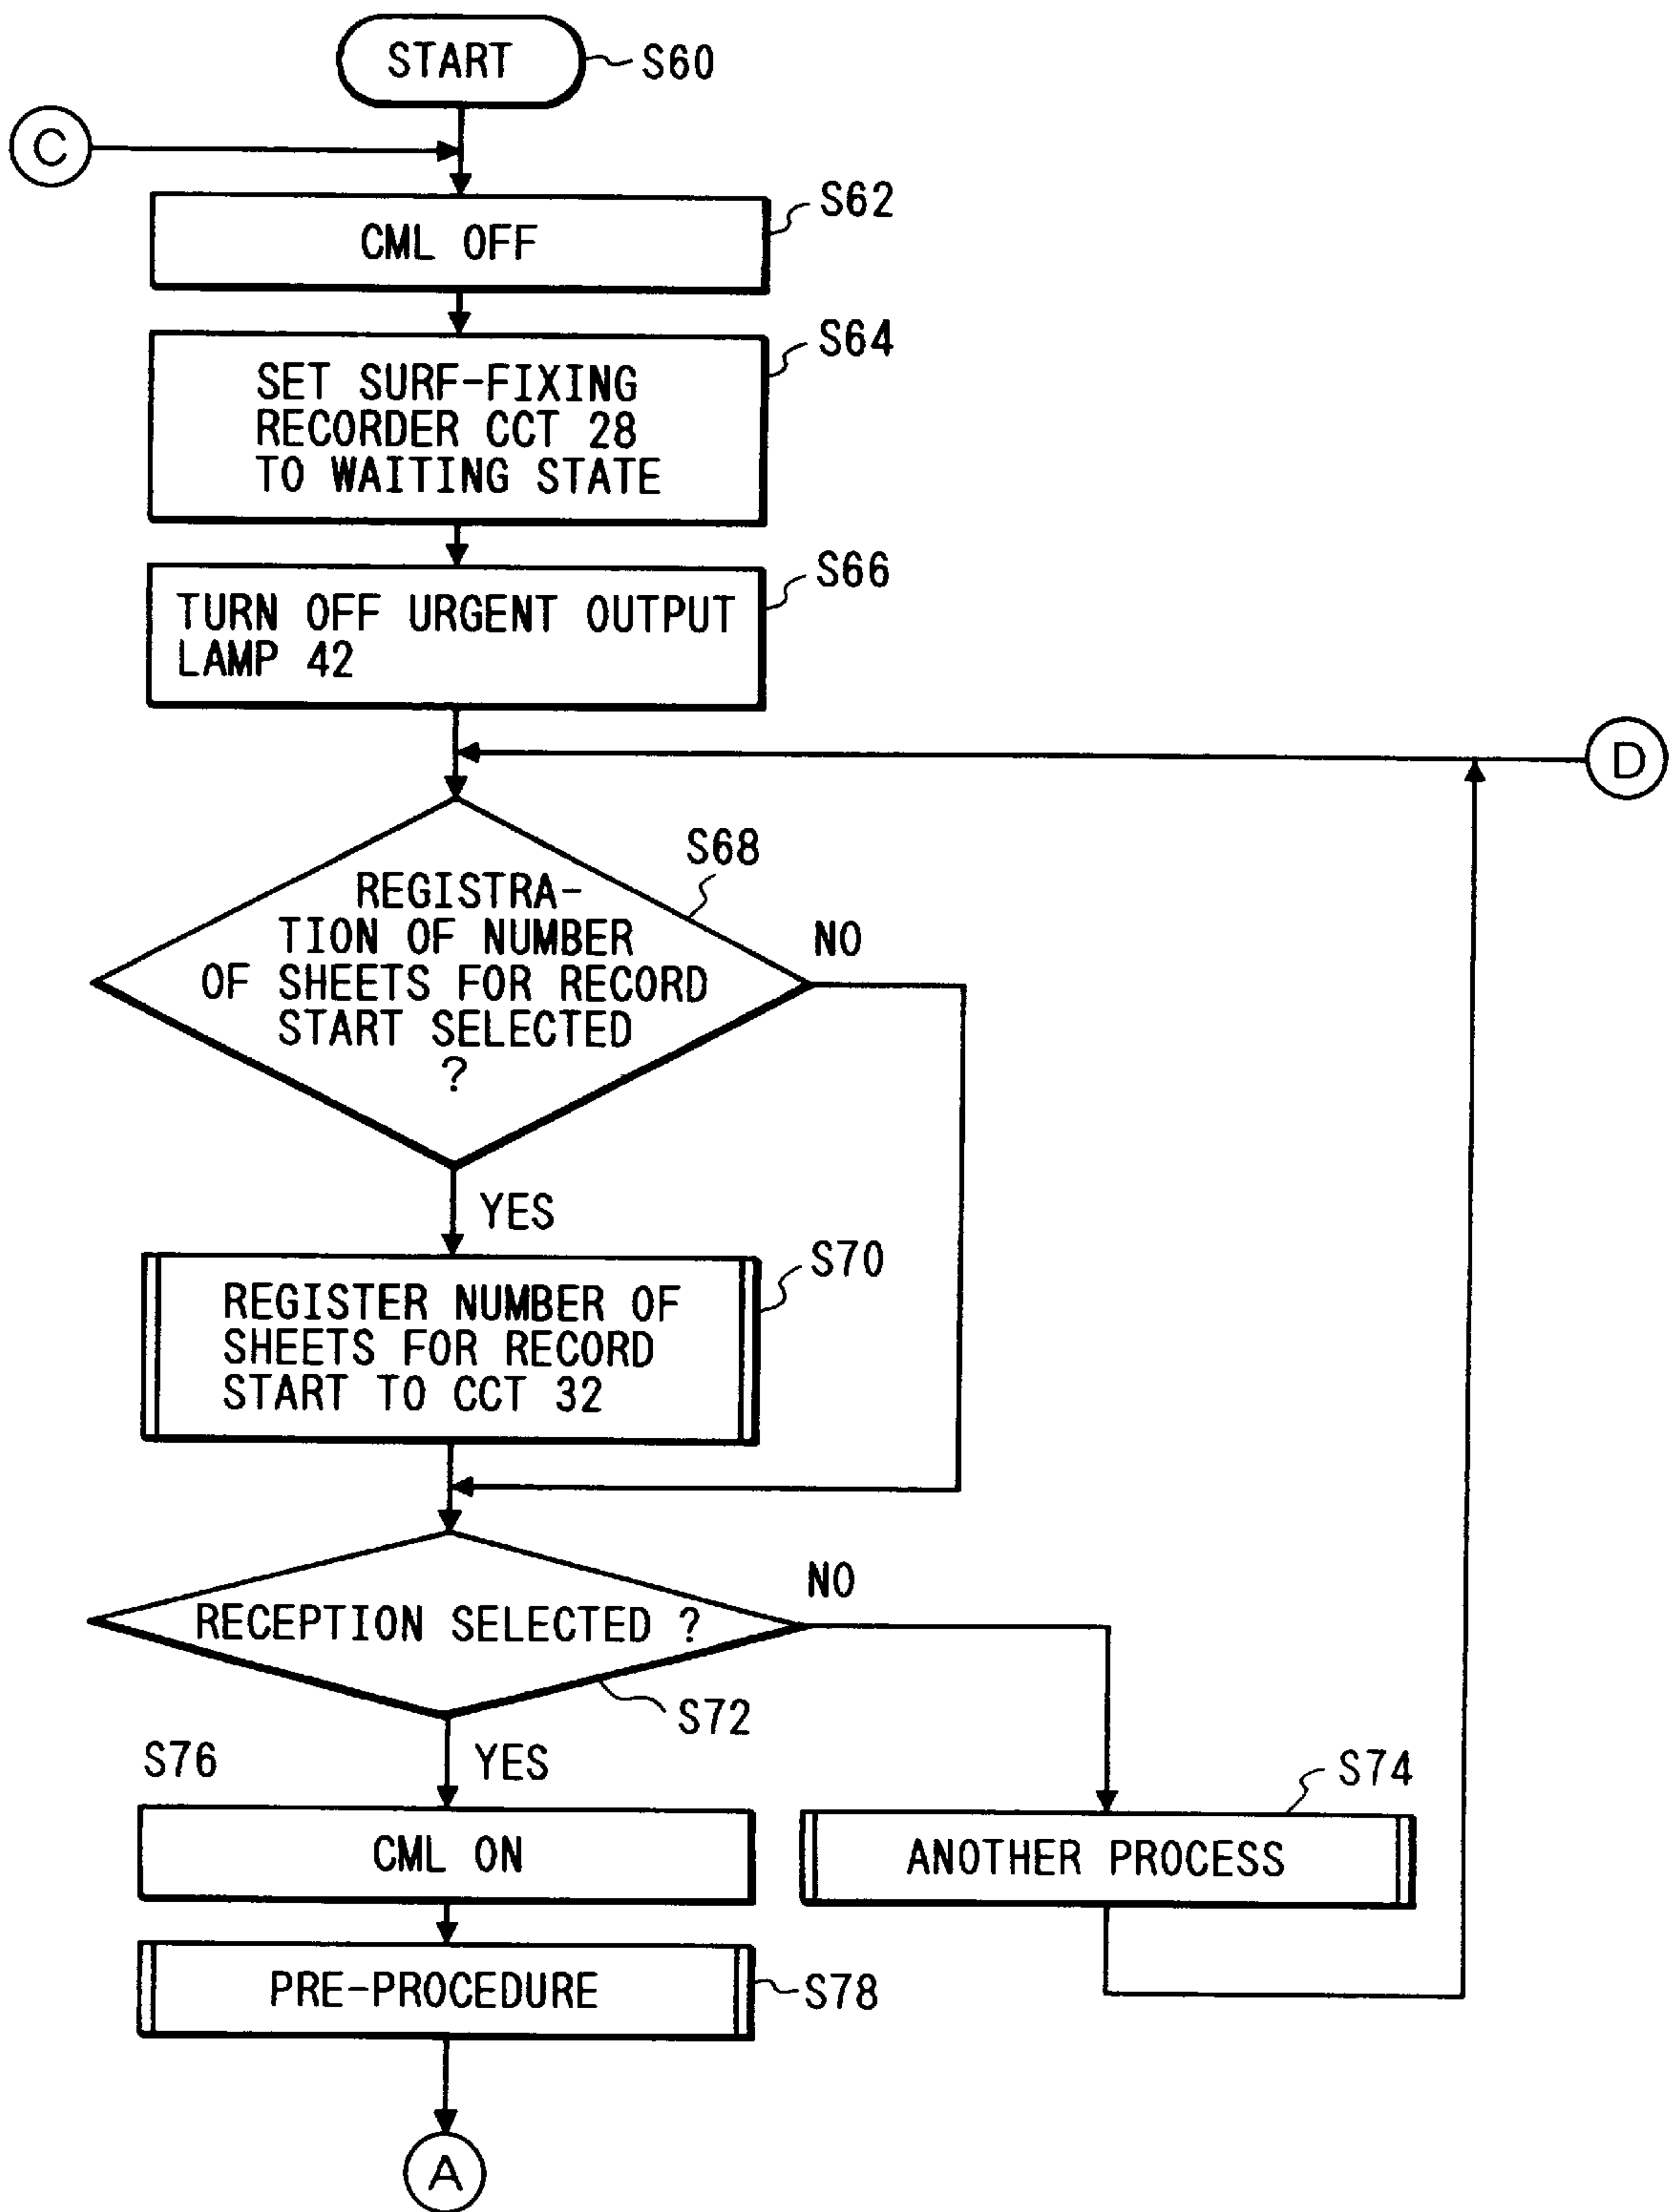 START
S60
C
S62
CML OFF
S64
SET SURF-FIXING
RECORDER CCT 28
TO WAITING STATE
S66
TURN OFF URGENT OUTPUT
LAMP 42
D
S68
REGISTRA-
TION OF NUMBER
OF SHEETS FOR RECORD
START SELECTED
?
NO
YES
S70
REGISTER NUMBER OF
SHEETS FOR RECORD
START TO CCT 32
RECEPTION SELECTED ?
NO
S72
S76
YES
S74
CML ON
ANOTHER PROCESS
PRE-PROCEDURE
S78
A